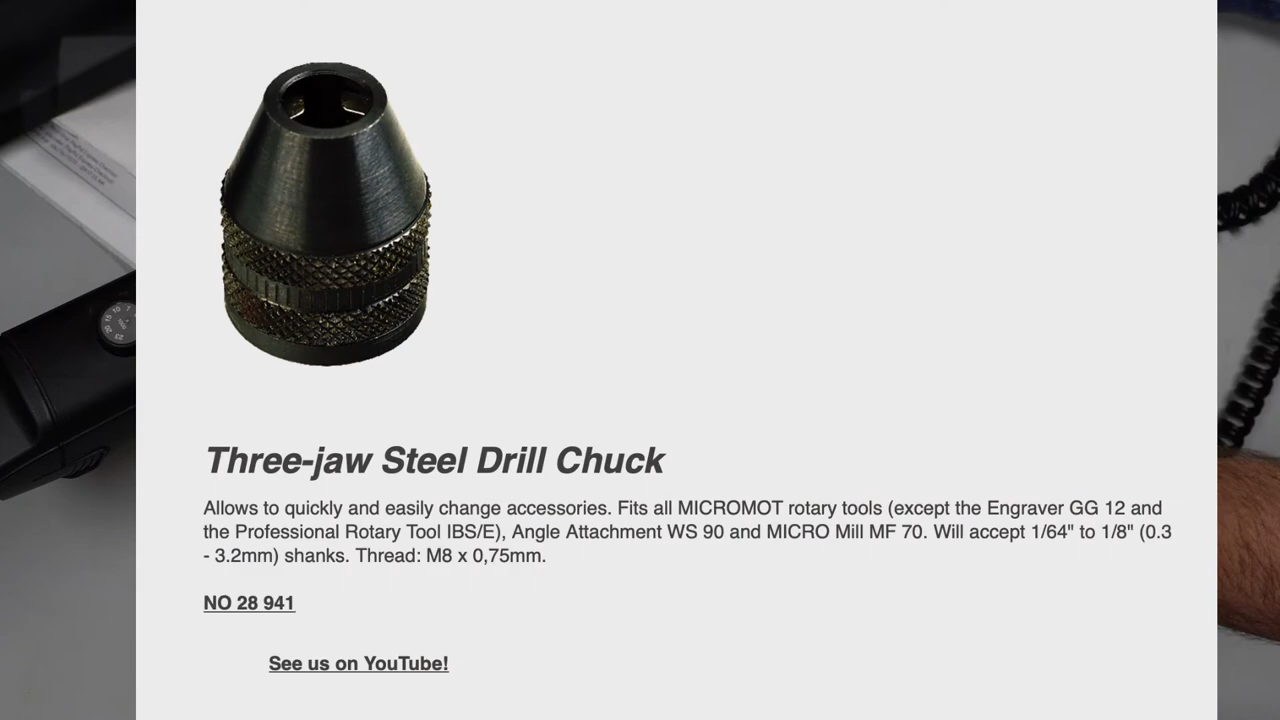 Three-jaw Steel Drill Chuck
Allows to quickly and easily change accessories. Fits all MICROMOT rotary tools (except the Engraver GG 12 and
the Professional Rotary Tool IBS/E), Angle Attachment WS 90 and MICRO Mill MF 70. Will accept 1/64" to 1/8" (0.3
- 3.2mm) shanks. Thread: M8 x 0,75mm.
NO 28 941
See us on YouTube!